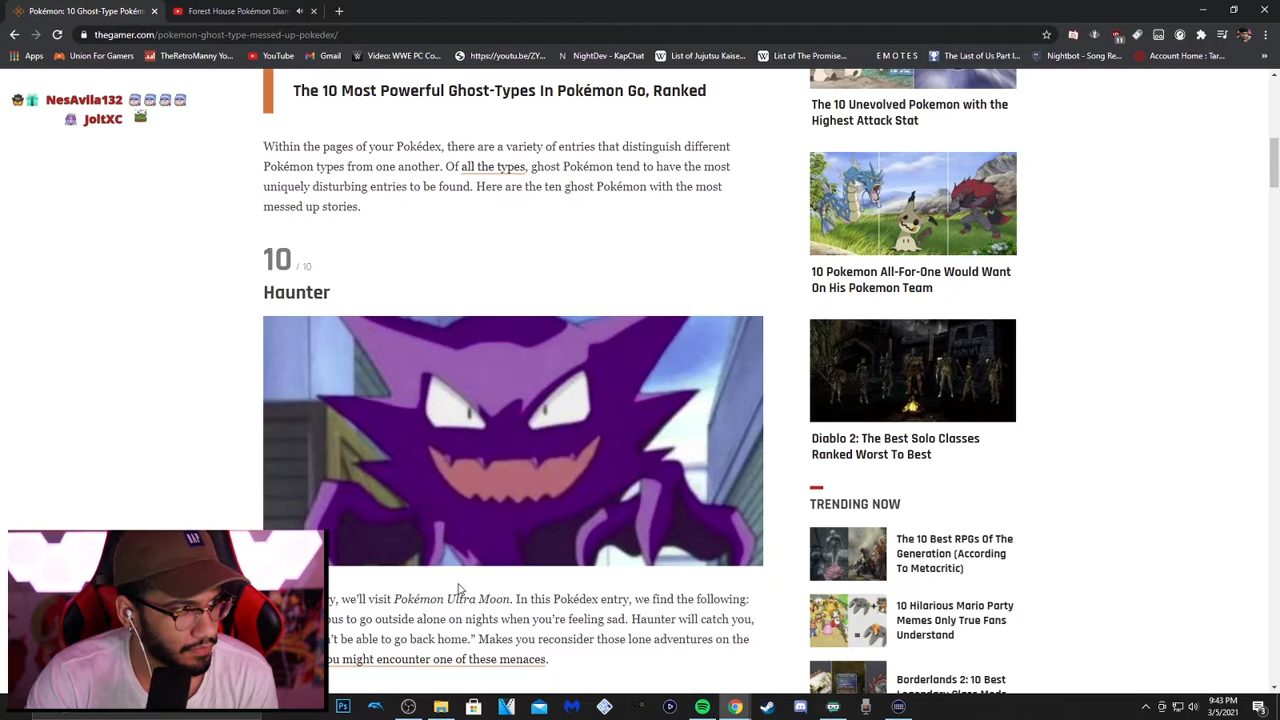 Pokémon: 10 Ghost-Type Pokémon
Forest House Dinner
thegamer.com/pokemon-ghost-type-messed-up-pokedex/
Apps
TheRetroManny - Tw...
https://www.twitch...
YouTube
https://youtu.be/ZY...
NightDev - KapChat
List of Jujutsu Kaise...
List of The Promise...
E M O T E S
The Last of Us Part I...
Nightbot - Song Re...
Account Home : Tar...
NesAvila132
JoltXC
The 10 Most Powerful Ghost-Types In Pokémon Go, Ranked
Within the pages of your Pokédex, there are a variety of entries that distinguish different
Pokémon types from one another. Of all the types, ghost Pokémon tend to have the most
uniquely disturbing entries to be found. Here are the ten ghost Pokémon with the most
messed up stories.
10 / 10
Haunter
ry, we'll visit Pokémon Ultra Moon. In this Pokédex entry, we find the following:
ous to go outside alone on nights when you're feeling sad. Haunter will catch you,
n't be able to go back home." Makes you reconsider those lone adventures on the
ou might encounter one of these menaces.
The 10 Unevolved Pokemon with the
Highest Attack Stat
10 Pokemon All-For-One Would Want
On His Pokemon Team
Diablo 2: The Best Solo Classes
Ranked Worst To Best
TRENDING NOW
The 10 Best RPGs Of The
Generation (According
To Metacritic)
10 Hilarious Mario Party
Memes Only True Fans
Understand
Borderlands 2: 10 Best
Legendary Class Mods
9:43 PM
3/5/2021